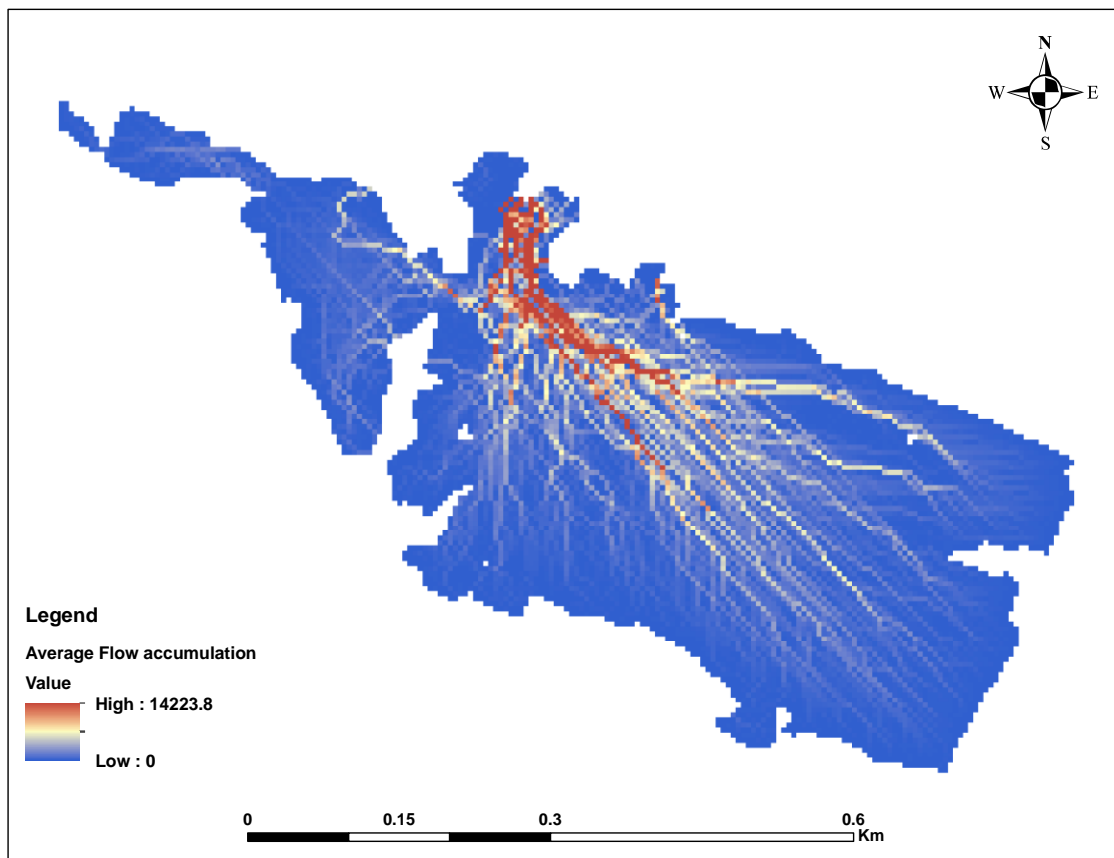 N
W E
S
Legend
Average Flow accumulation
Value
High : 14223.8
Low : 0
0 0.15 0.3 0.6
Km